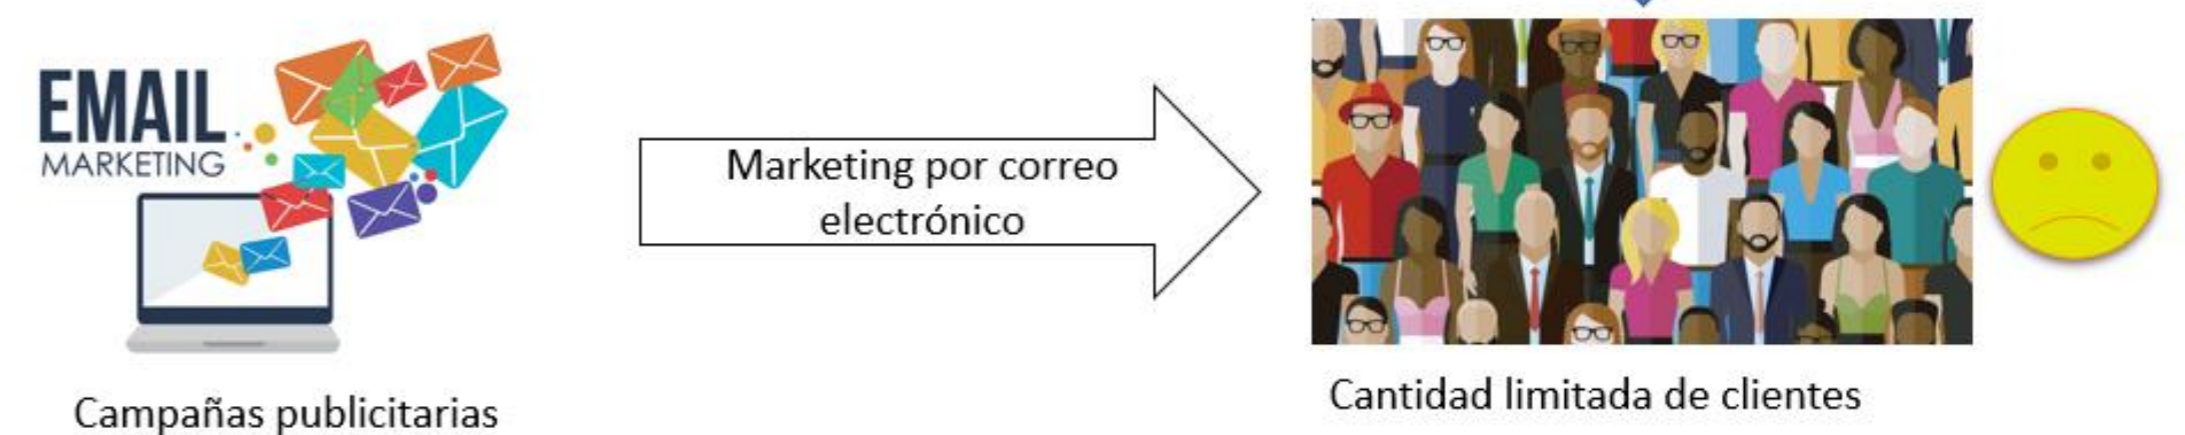 EMAIL
MARKETING
Marketing por correo
electrónico
Campañas publicitarias
Cantidad limitada de clientes